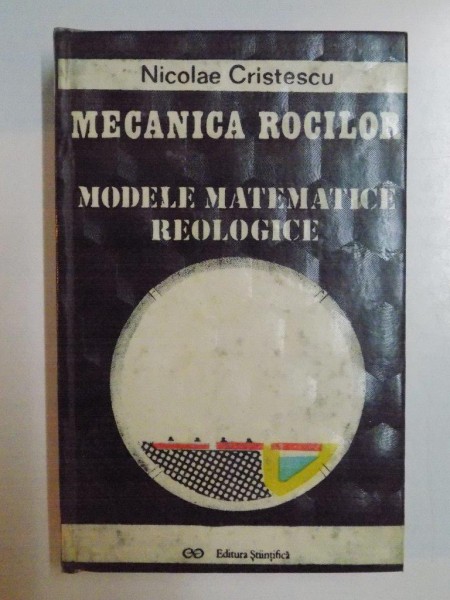 Nicolae Cristescu
MECANICA ROCILOR
MODELE MATEMATICE
REOLOGICE
Editura Științifică